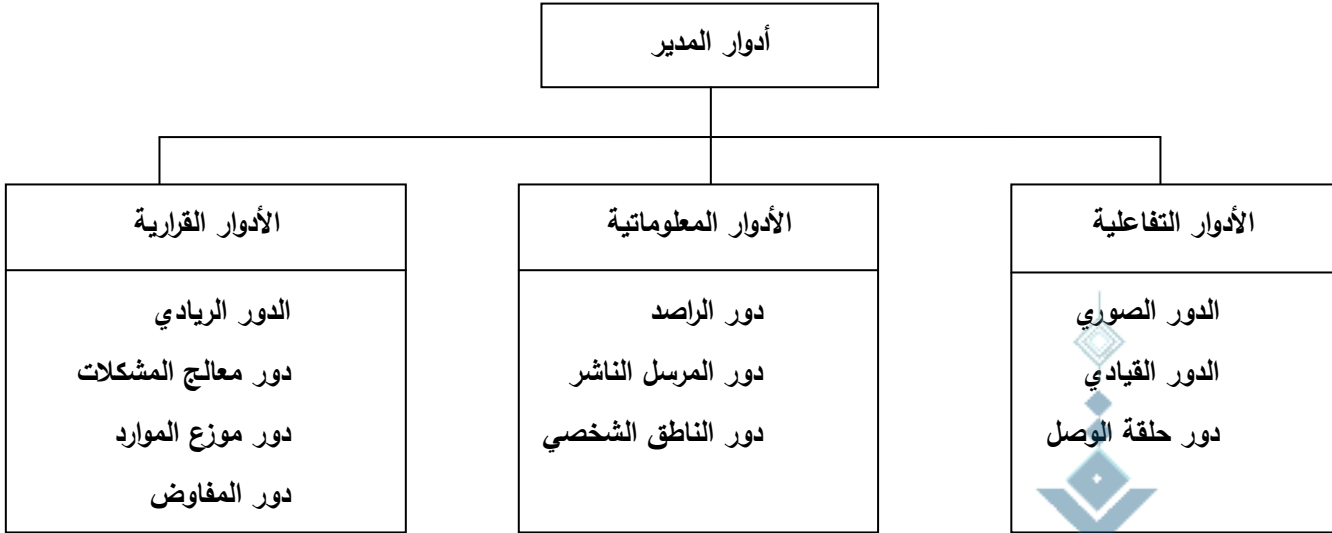 أدوار المدير
الأدوار التفاعلية
الدور الصوري
الدور القيادي
دور حلقة الوصل
الأدوار المعلوماتية
دور الراصد
دور المرسل الناشر
دور الناطق الشخصي
الأدوار القرارية
الدور الريادي
دور معالج المشكلات
دور موزع الموارد
دور المفاوض